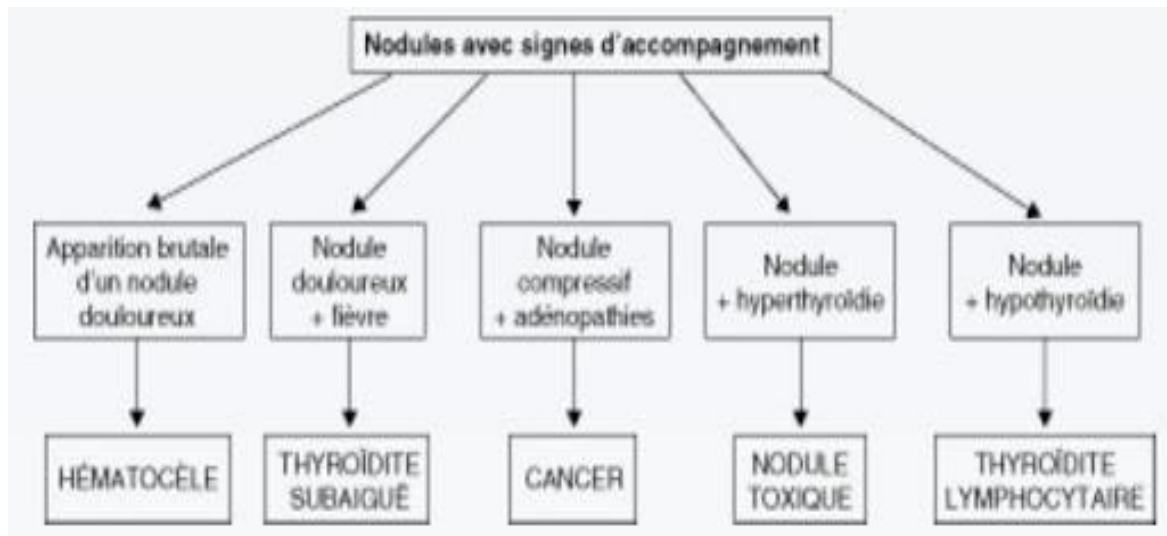 Nodules avec signes d'accompagnement
Apparition brutale
d'un nodule
douloureux
Nodule
douloureux
+ fièvre
Nodule
compressif
+ adénopathies
Nodule
+ hyperthyroïdie
Nodule
+ hypothyroïdie
HÉMATOCÈLE
THYROÏDITE
SUBAIGUË
CANCER
NODULE
TOXIQUE
THYROÏDITE
LYMPHOCYTAIRE